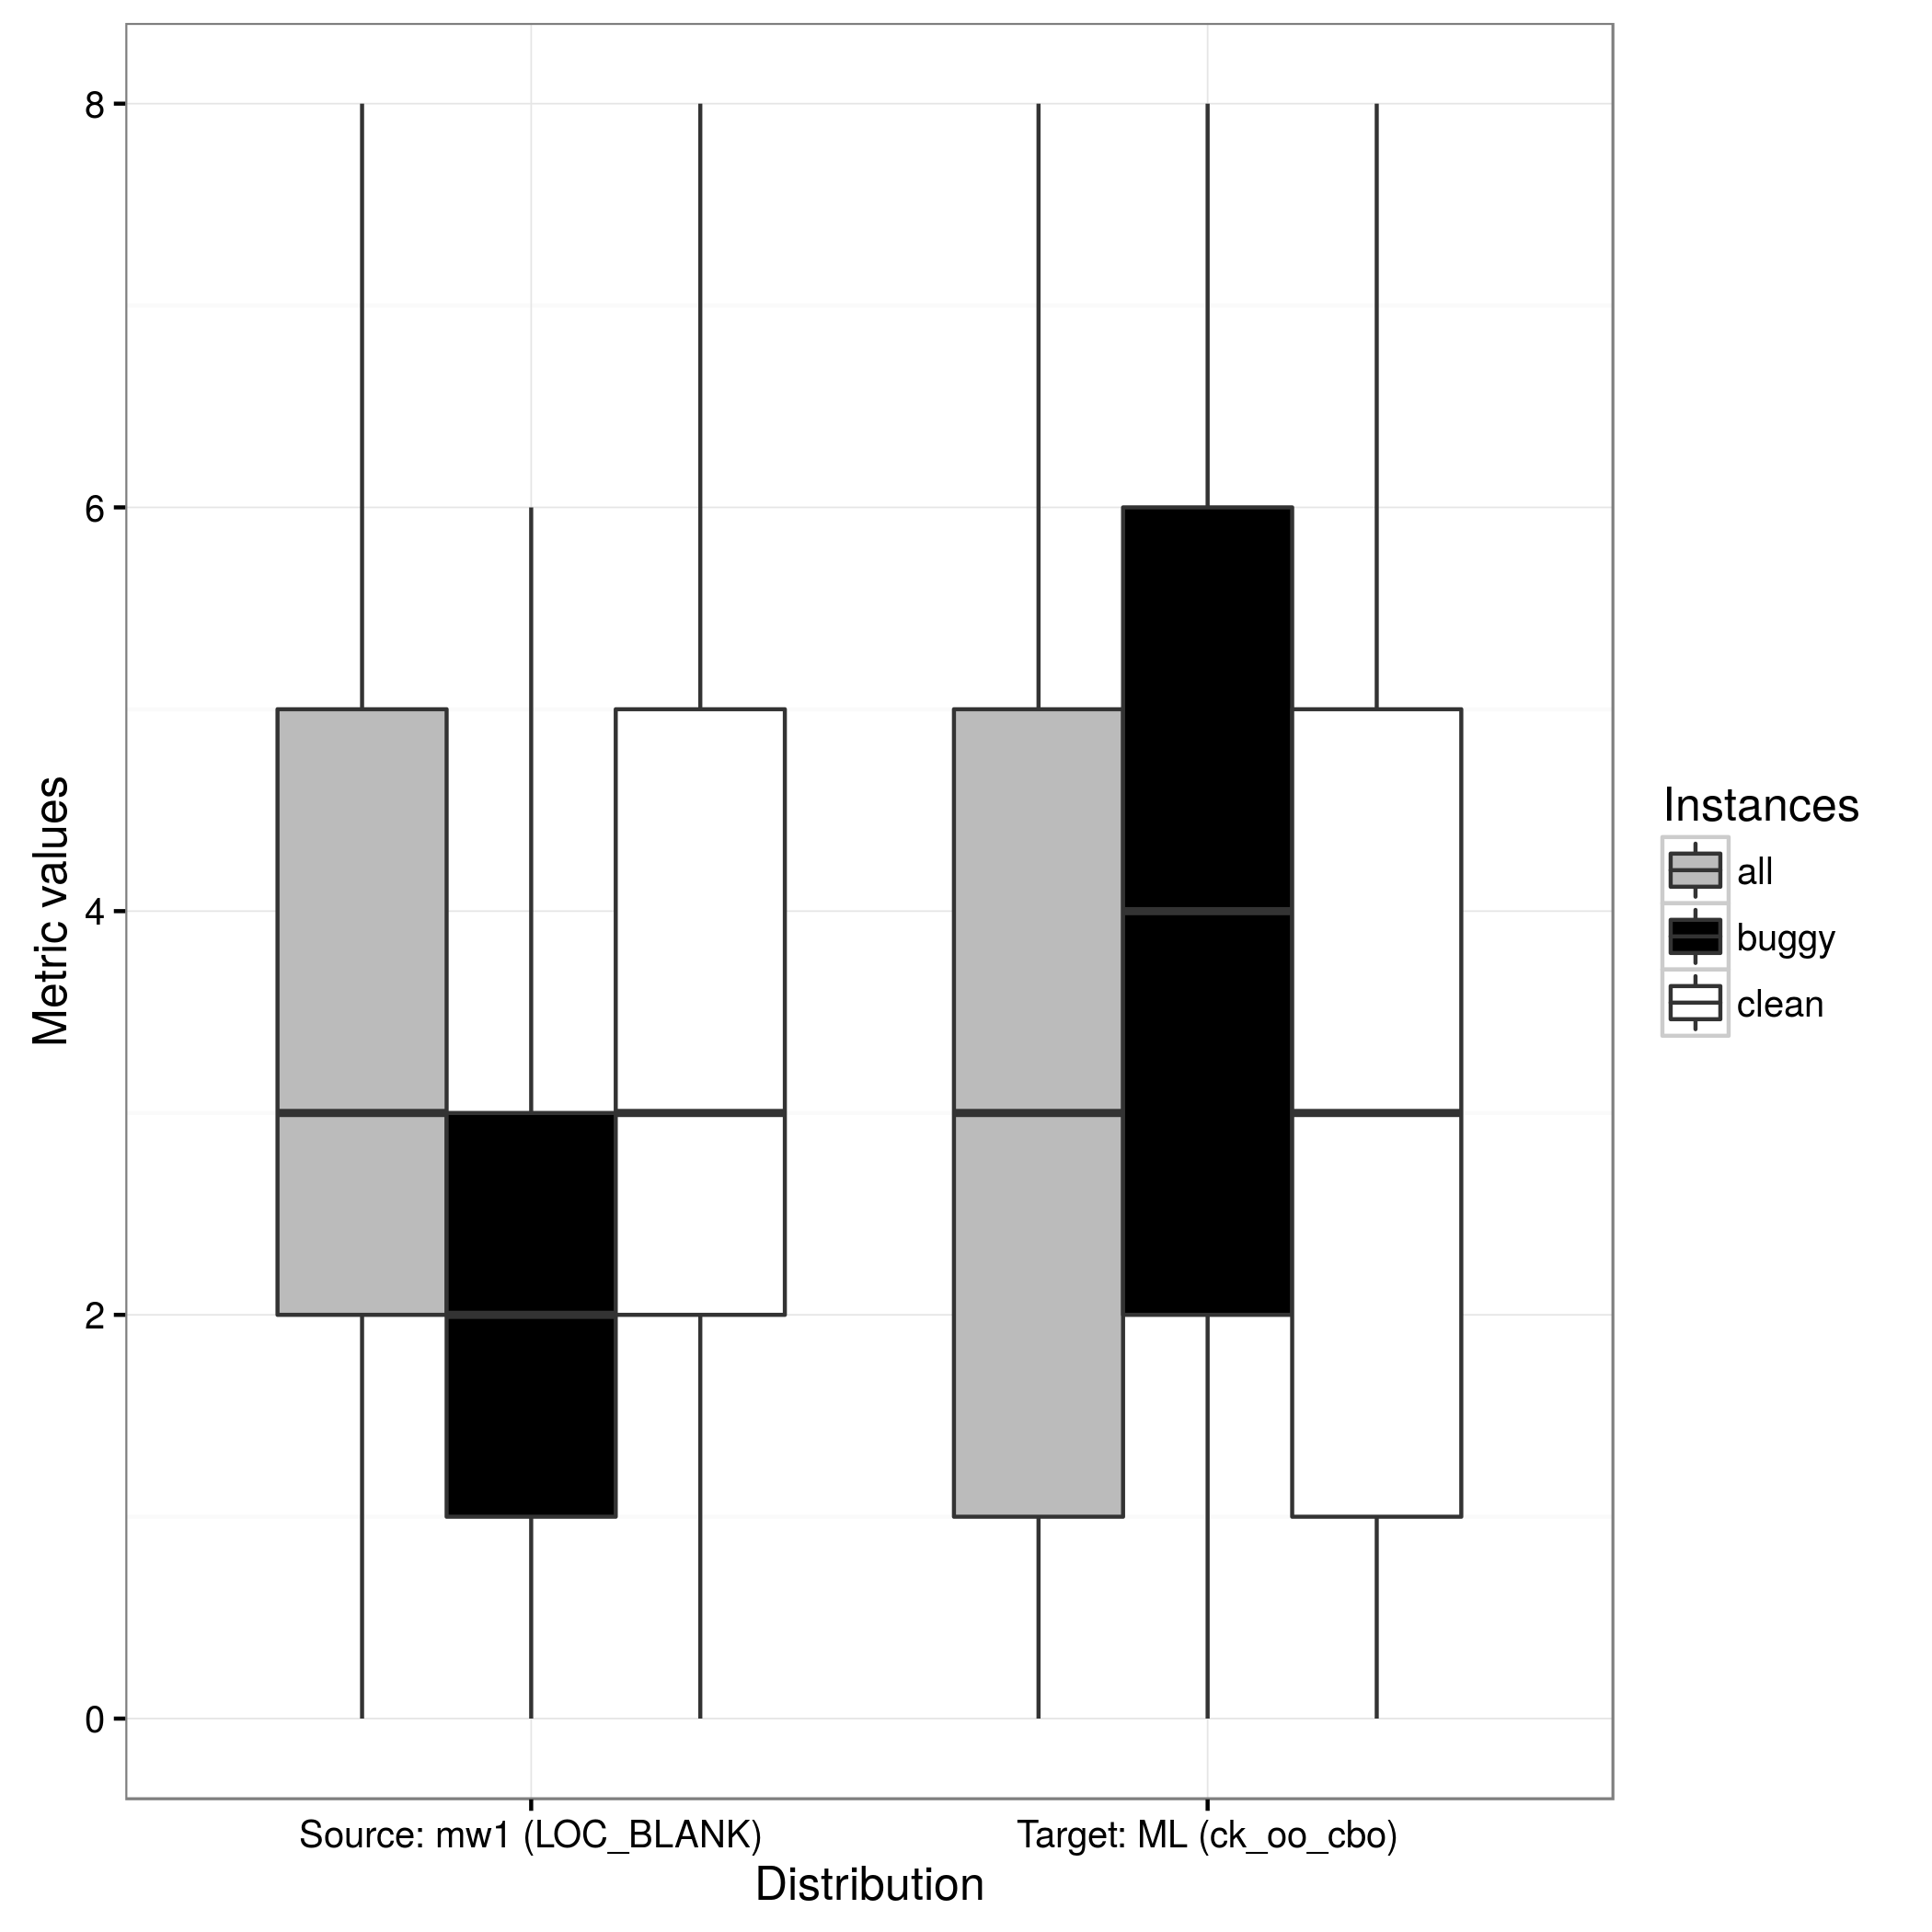 8
6
4
2
0
Metric values
Source: mw1 (LOC_BLANK)
Target: ML (ck_oo_cbo)
Distribution
Instances
all
buggy
clean